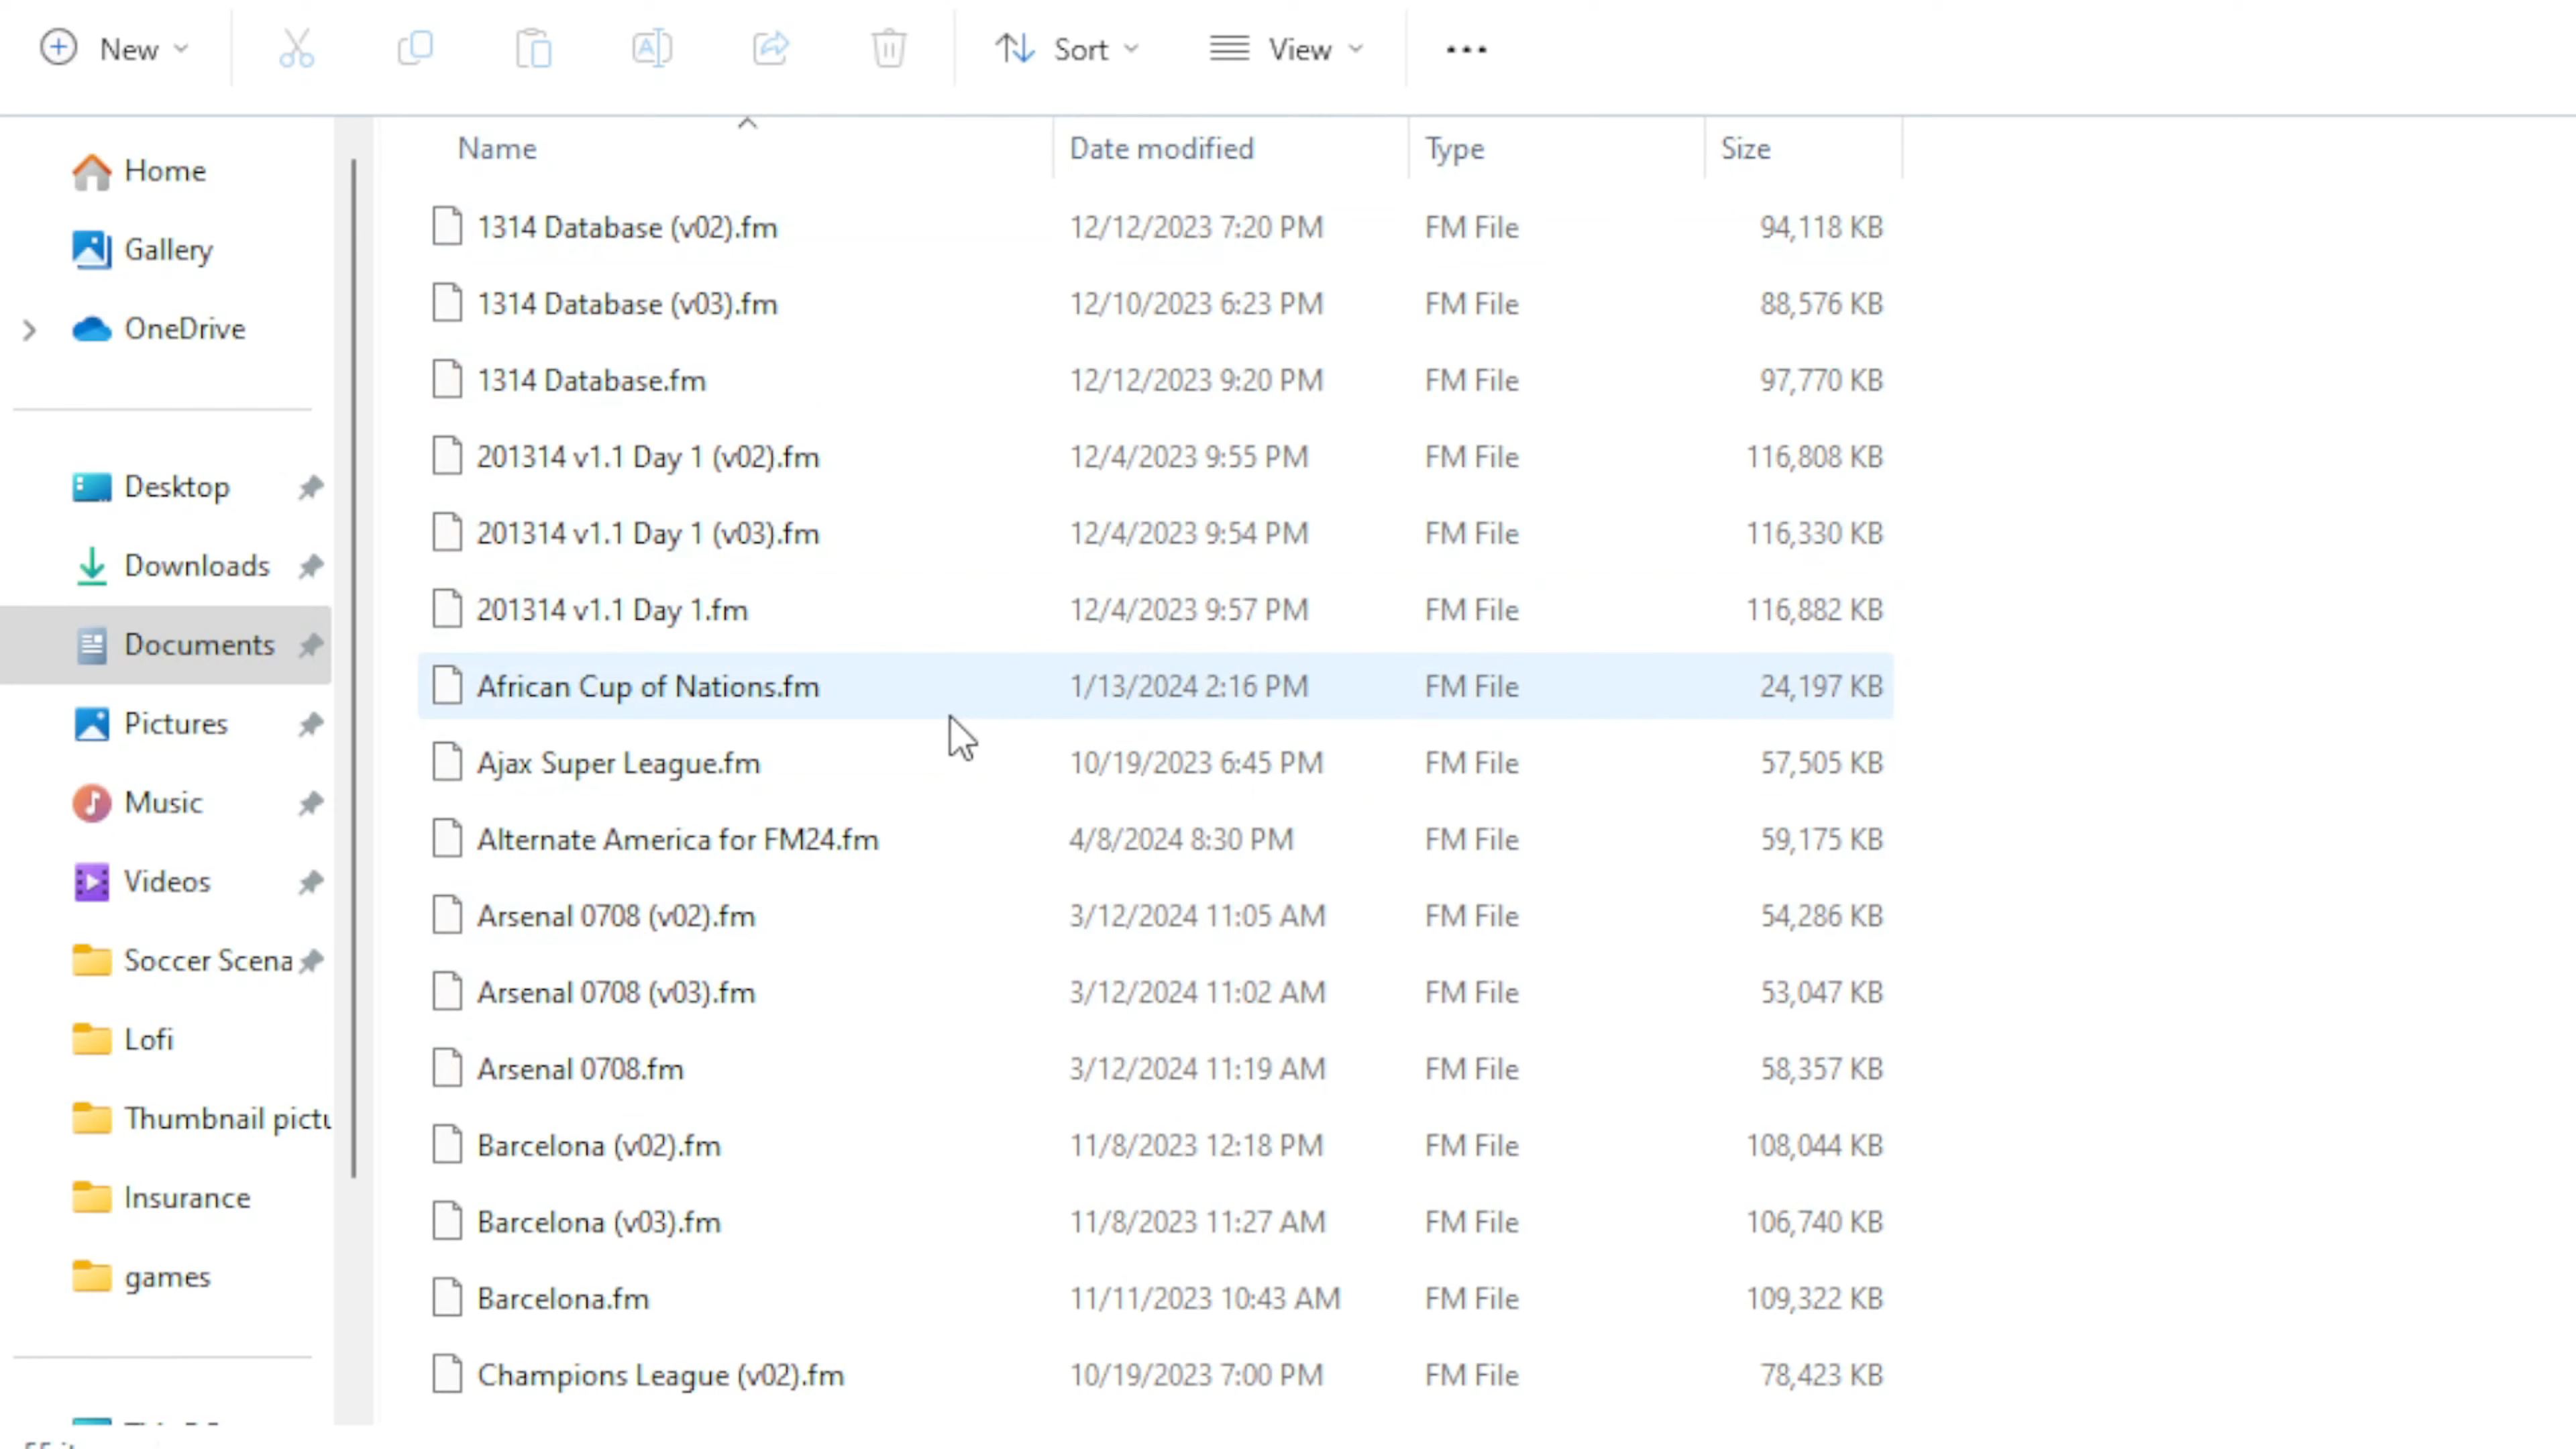 New Sort View
Home
Gallery
OneDrive
Desktop
Downloads
Documents
Pictures
Music
Videos
Soccer Scena
Lofi
Thumbnail pictu
Insurance
games
Name Date modified Type Size
1314 Database (v02).fm 12/12/2023 7:20 PM FM File 94,118 KB
1314 Database (v03).fm 12/10/2023 6:23 PM FM File 88,576 KB
1314 Database.fm 12/12/2023 9:20 PM FM File 97,770 KB
201314 v1.1 Day 1 (v02).fm 12/4/2023 9:55 PM FM File 116,808 KB
201314 v1.1 Day 1 (v03).fm 12/4/2023 9:54 PM FM File 116,330 KB
201314 v1.1 Day 1.fm 12/4/2023 9:57 PM FM File 116,882 KB
African Cup of Nations.fm 1/13/2024 2:16 PM FM File 24,197 KB
Ajax Super League.fm 10/19/2023 6:45 PM FM File 57,505 KB
Alternate America for FM24.fm 4/8/2024 8:30 PM FM File 59,175 KB
Arsenal 0708 (v02).fm 3/12/2024 11:05 AM FM File 54,286 KB
Arsenal 0708 (v03).fm 3/12/2024 11:02 AM FM File 53,047 KB
Arsenal 0708.fm 3/12/2024 11:19 AM FM File 58,357 KB
Barcelona (v02).fm 11/8/2023 12:18 PM FM File 108,044 KB
Barcelona (v03).fm 11/8/2023 11:27 AM FM File 106,740 KB
Barcelona.fm 11/11/2023 10:43 AM FM File 109,322 KB
Champions League (v02).fm 10/19/2023 7:00 PM FM File 78,423 KB